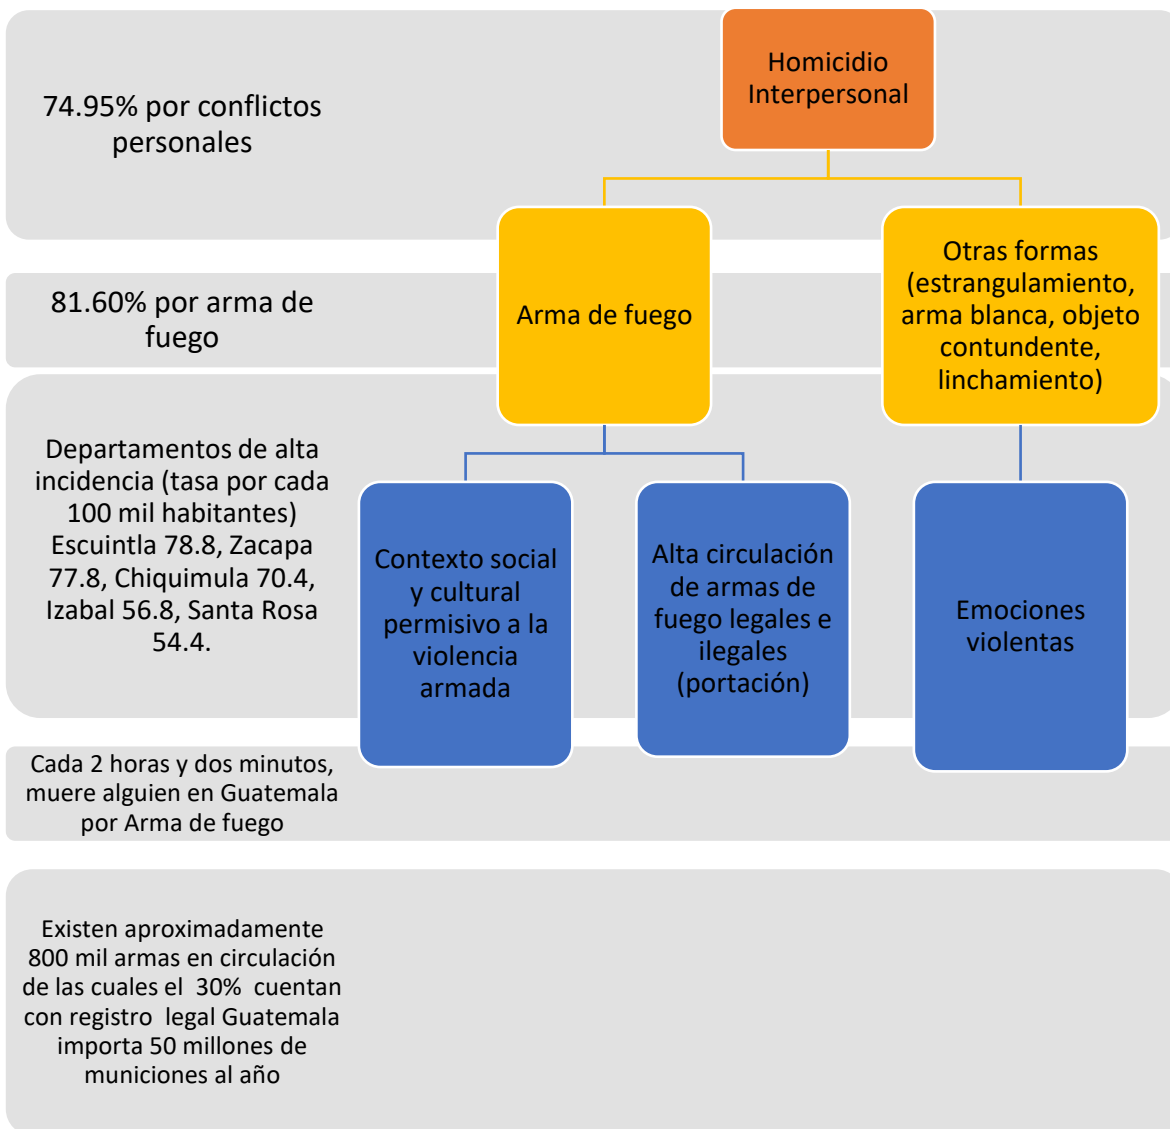 74.95% por conflictos
personales
Homicidio
Interpersonal
81.60% por arma de
fuego
Arma de fuego
Otras formas
(estrangulamiento,
arma blanca, objeto
contundente,
linchamiento)
Departamentos de alta
incidencia (tasa por cada
100 mil habitantes)
Escuintla 78.8, Zacapa
77.8, Chiquimula 70.4,
Izabal 56.8, Santa Rosa
54.4.
Contexto social
y cultural
permisivo a la
violencia
armada
Alta circulación
de armas de
fuego legales e
ilegales
(portación)
Emociones
violentas
Cada 2 horas y dos minutos,
muere alguien en Guatemala
por Arma de fuego
Existen aproximadamente
800 mil armas en circulación
de las cuales el 30% cuentan
con registro legal Guatemala
importa 50 millones de
municiones al año